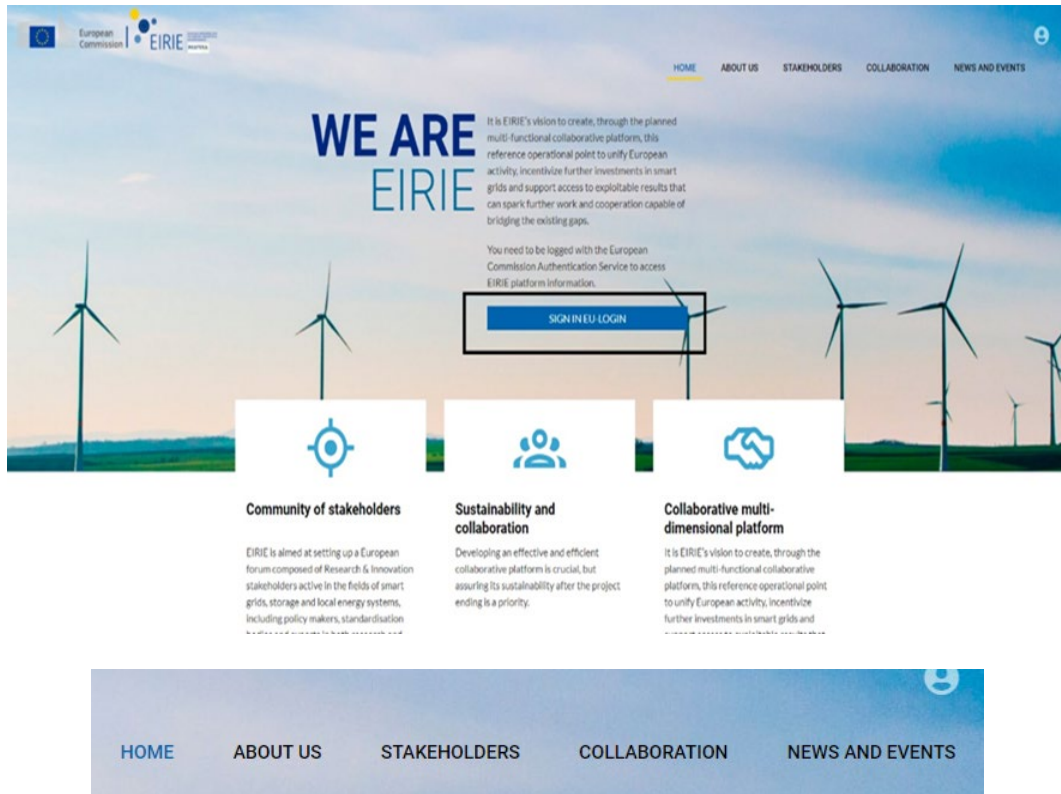 European
Commission
EIRIE
HOME ABOUT US STAKEHOLDERS COLLABORATION NEWS AND EVENTS
WE ARE
EIRIE
It is EIRIE's vision to create, through the planned
multi-functional collaborative platform, this
reference operational point to unify European
activity, incentivize further investments in smart
grids and support access to exploitable results that
can spark further work and cooperation capable of
bridging the existing gaps.
You need to be logged with the European
Commission Authentication Service to access
EIRIE platform information.
SIGN IN EU-LOGIN
Community of stakeholders
EIRIE is aimed at setting up a European
forum composed of Research & Innovation
stakeholders active in the fields of smart
grids, storage and local energy systems,
including policy makers, standardisation
Sustainability and
collaboration
Developing an effective and efficient
collaborative platform is crucial, but
assuring its sustainability after the project
ending is a priority.
Collaborative multi-
dimensional platform
It is EIRIE's vision to create, through the
planned multi-functional collaborative
platform, this reference operational point
to unify European activity, incentivize
further investments in smart grids and
HOME ABOUT US STAKEHOLDERS COLLABORATION NEWS AND EVENTS